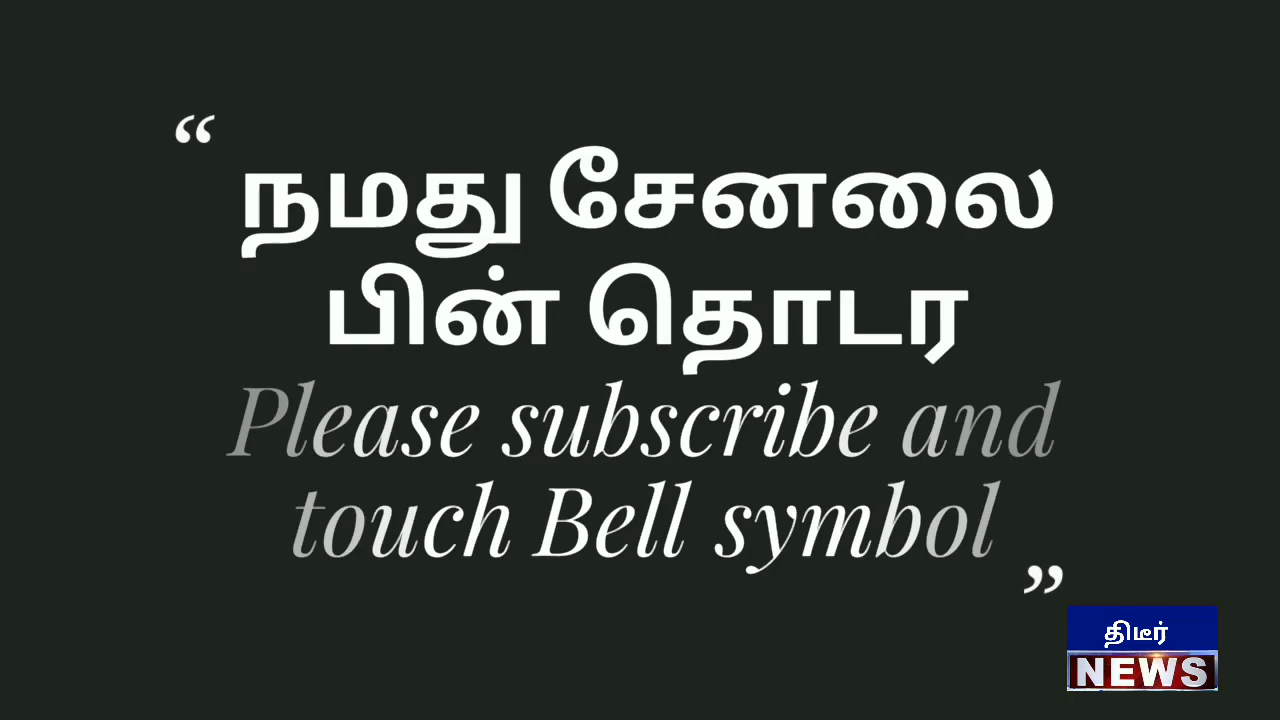 “
நமது சேனலை
பின் தொடர
Please subscribe and
touch Bell symbol
”
திடீர்
NEWS